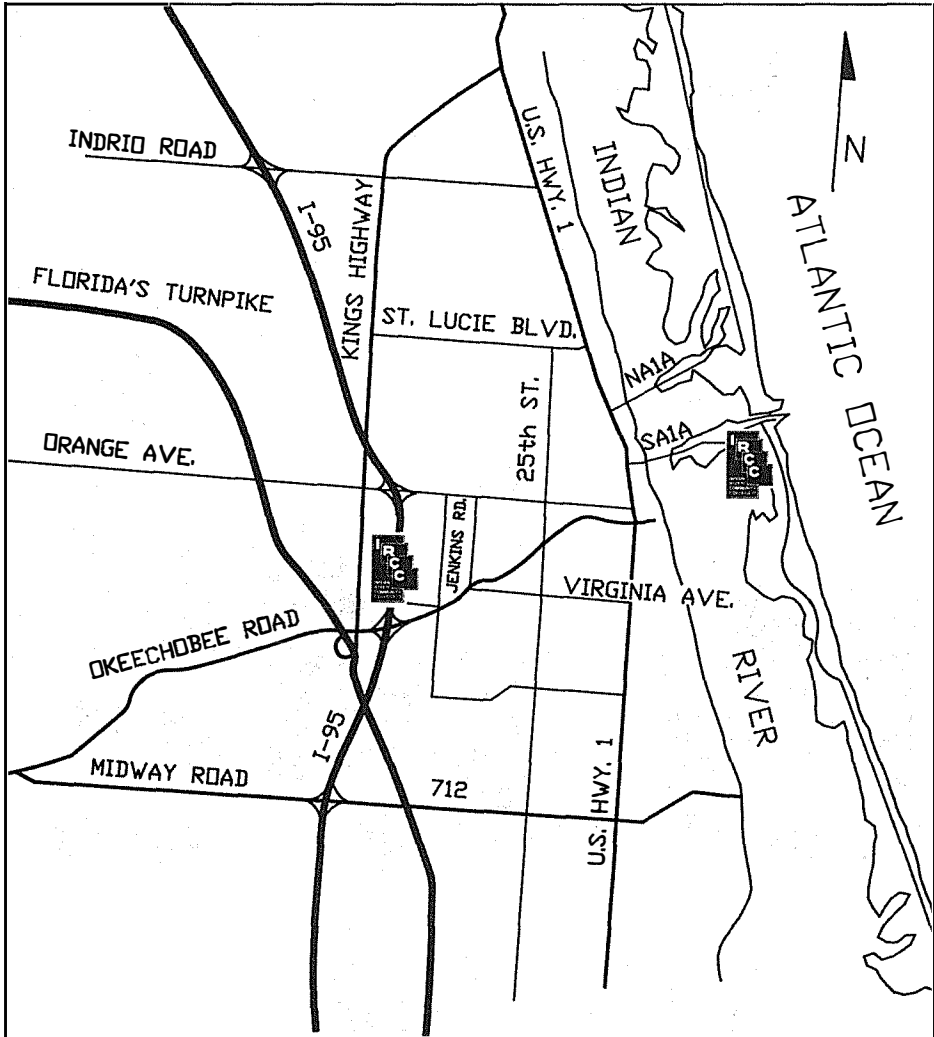 INDRIO ROAD
I-95
KINGS HIGHWAY
U.S. HWY. 1
INDIAN
N
ATLANTIC OCEAN
FLORIDA'S TURNPIKE
ST. LUCIE BLVD.
NA1A
25th ST.
SA1A
IRCC
ORANGE AVE.
JENKINS RD.
IRCC
VIRGINIA AVE.
OKEECHOBEE ROAD
RIVER
I-95
MIDWAY ROAD
712
U.S. HWY. 1